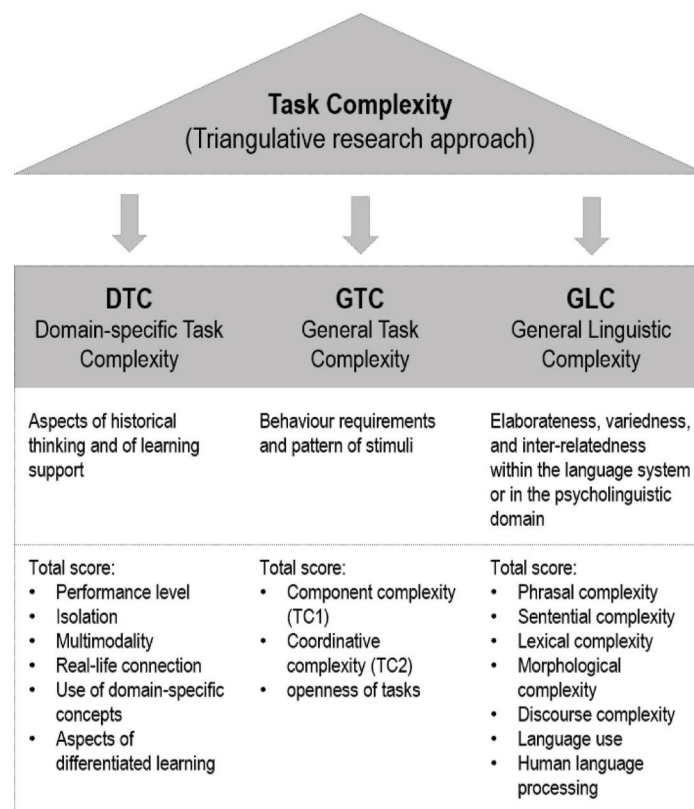 Task Complexity
(Triangulative research approach)
DTC
Domain-specific Task
Complexity
GTC
General Task
Complexity
GLC
General Linguistic
Complexity
Aspects of historical
thinking and of learning
support
Behaviour requirements
and pattern of stimuli
Elaborateness, variedness,
and inter-relatedness
within the language system
or in the psycholinguistic
domain
Total score:
• Performance level
• Isolation
• Multimodality
• Real-life connection
• Use of domain-specific
concepts
• Aspects of
differentiated learning
Total score:
• Component complexity
(TC1)
• Coordinative
complexity (TC2)
• openness of tasks
Total score:
• Phrasal complexity
• Sentential complexity
• Lexical complexity
• Morphological
complexity
• Discourse complexity
• Language use
• Human language
processing